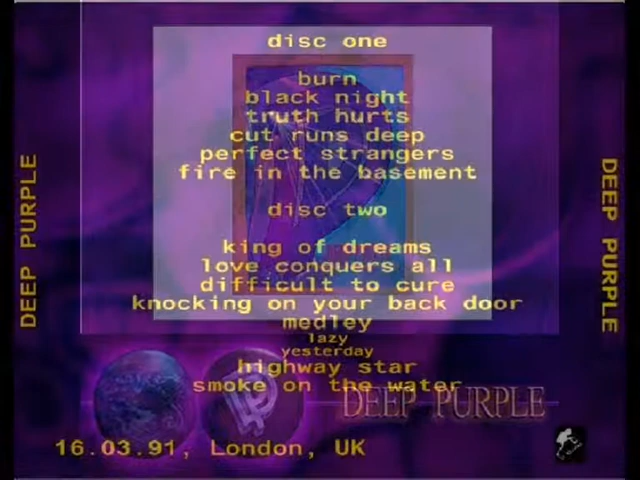 disc one
burn
black night
truth hurts
cut runs deep
perfect strangers
fire in the basement
disc two
king of dreams
love conquers all
difficult to cure
knocking on your back door
medley
lazy
yesterday
highway star
smoke on the water
DEEP PURPLE
DEEP PURPLE
DEEP PURPLE
16.03.91, London, UK